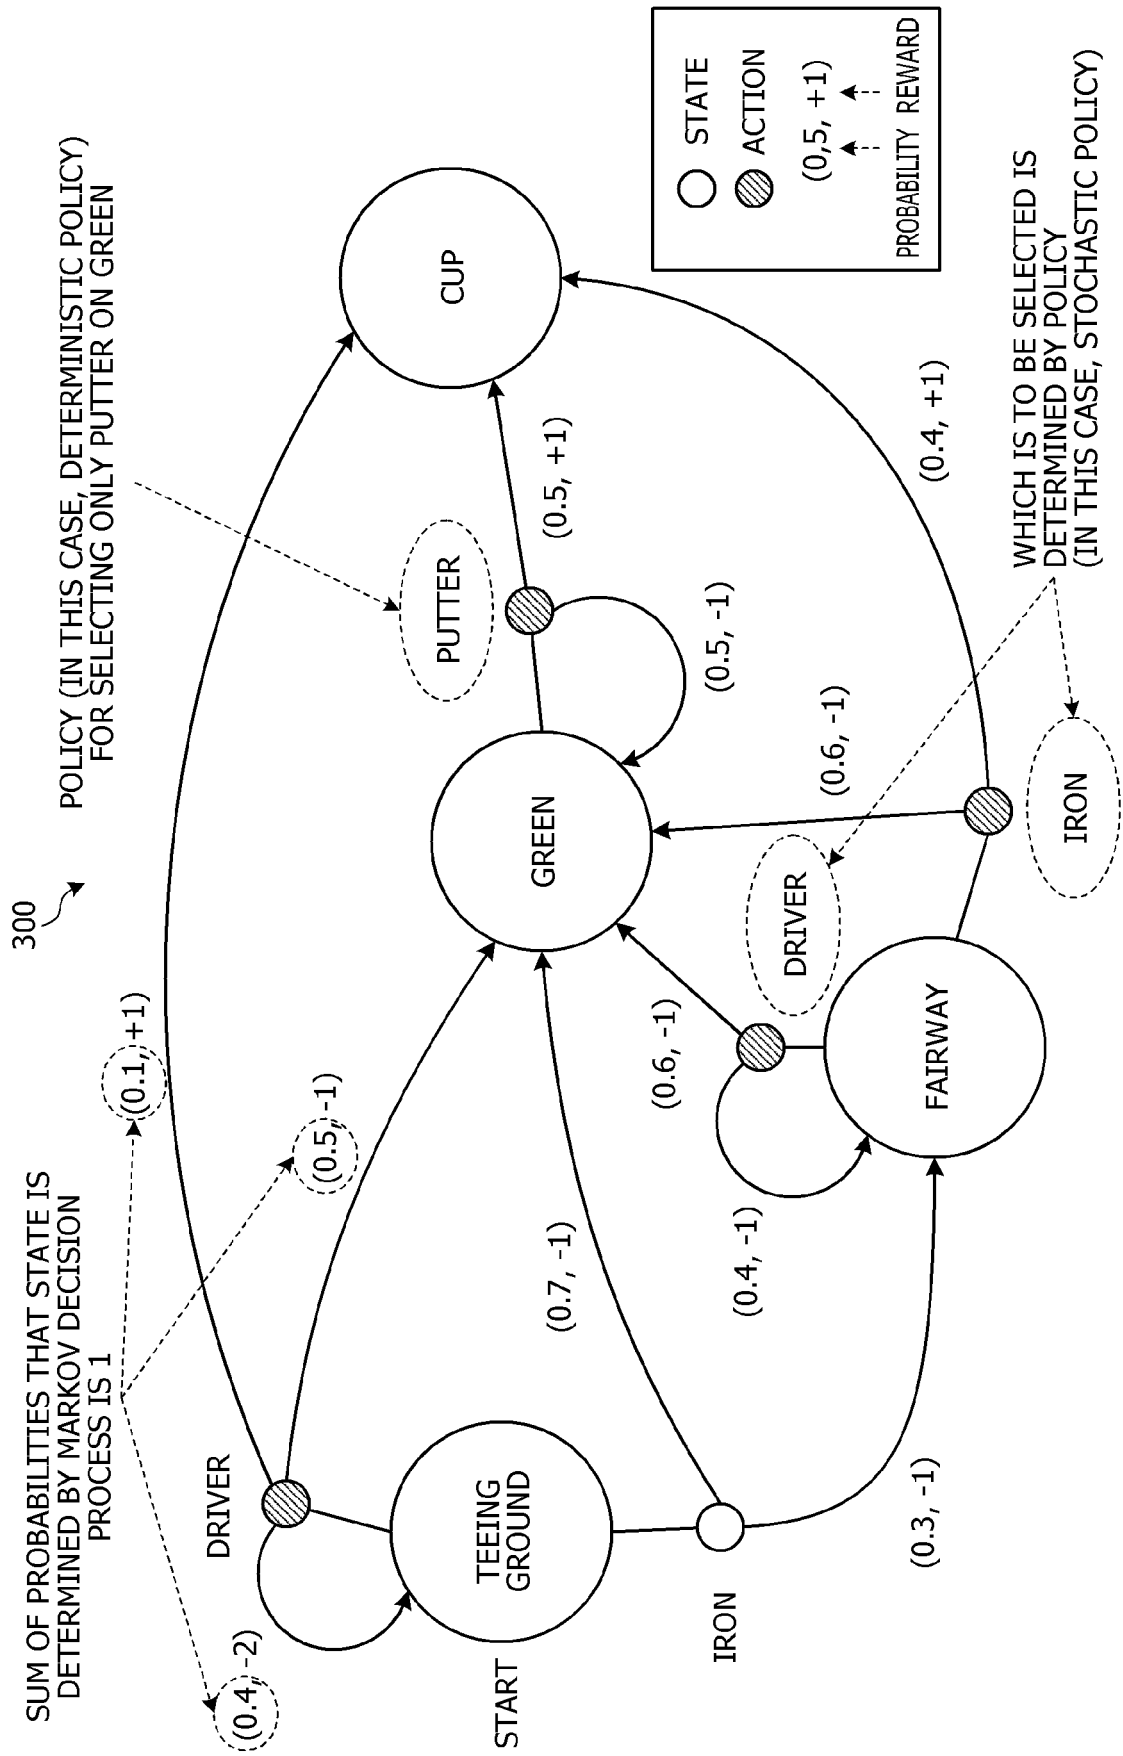 300
SUM OF PROBABILITIES THAT STATE IS
DETERMINED BY MARKOV DECISION
PROCESS IS 1
POLICY (IN THIS CASE, DETERMINISTIC POLICY)
FOR SELECTING ONLY PUTTER ON GREEN
(0.4, -2)
(0.1, +1)
(0.5, -1)
DRIVER
START
TEEING
GROUND
IRON
(0.7, -1)
(0.3, -1)
GREEN
PUTTER
(0.5, +1)
(0.5, -1)
CUP
(0.6, -1)
(0.4, -1)
DRIVER
FAIRWAY
(0.6, -1)
IRON
(0.4, +1)
STATE
ACTION
(0,5, +1)
PROBABILITY REWARD
WHICH IS TO BE SELECTED IS
DETERMINED BY POLICY
(IN THIS CASE, STOCHASTIC POLICY)